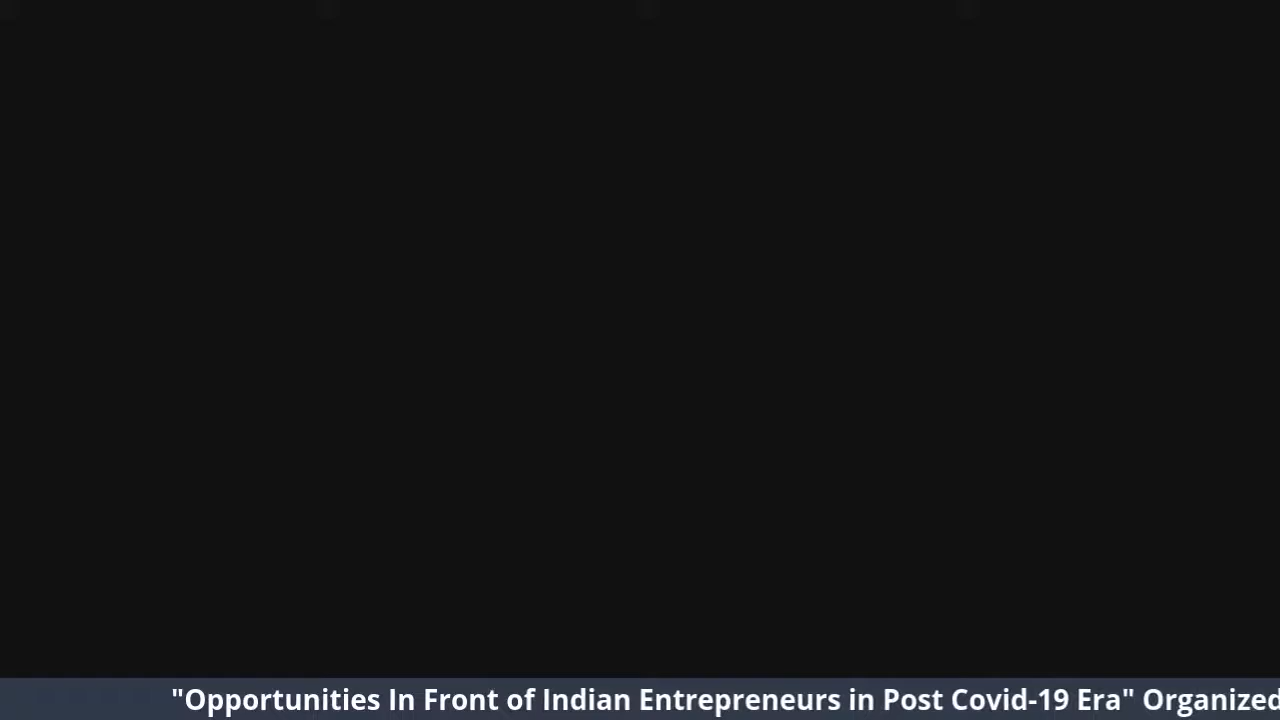 "Opportunities In Front of Indian Entrepreneurs in Post Covid-19 Era" Organized